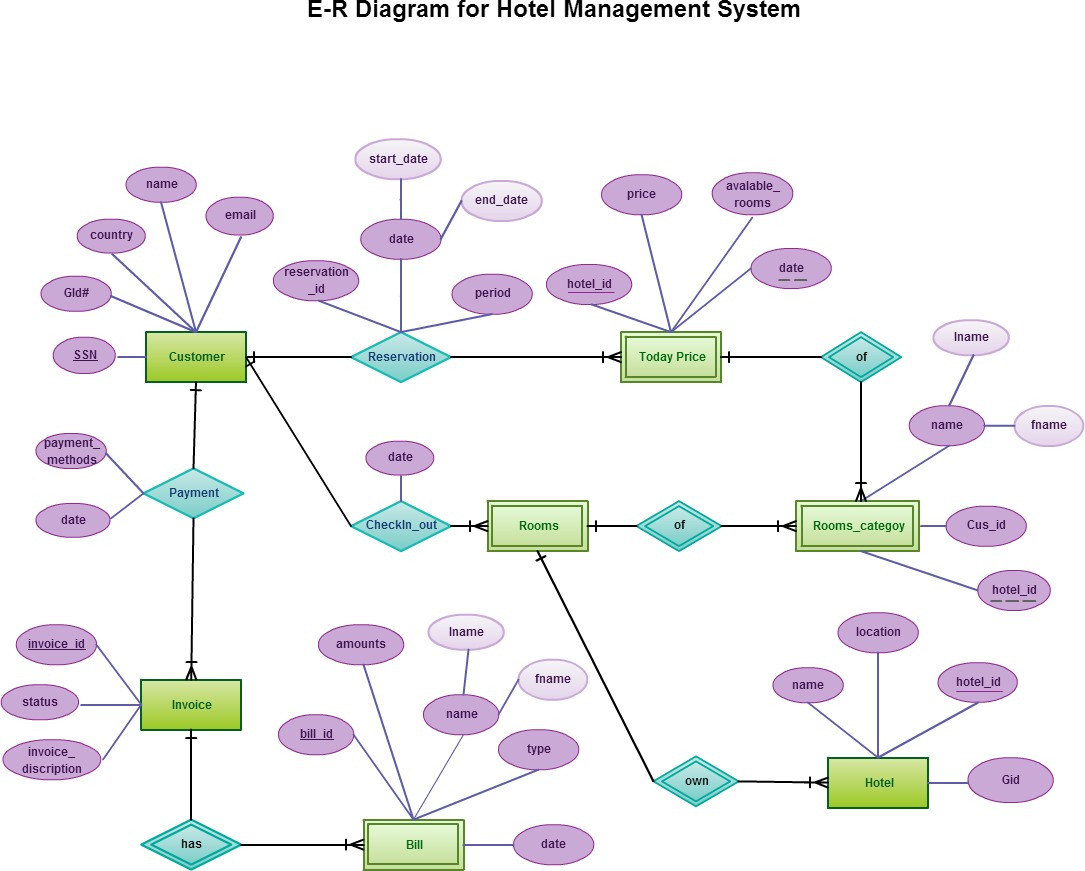 E-R Diagram for Hotel Management System
start_date
name
end_date
price
avalable_
rooms
email
country
date
reservation
_id
hotel_id
date
GId#
period
lname
SSN
Customer
Reservation
Today Price
of
name
fname
payment_
methods
date
Payment
date
CheckIn_out
Rooms
of
Rooms_categoy
Cus_id
hotel_id
invoice_id
amounts
lname
location
fname
name
hotel_id
status
Invoice
name
bill_id
type
invoice_
discription
own
Hotel
Gid
has
Bill
date